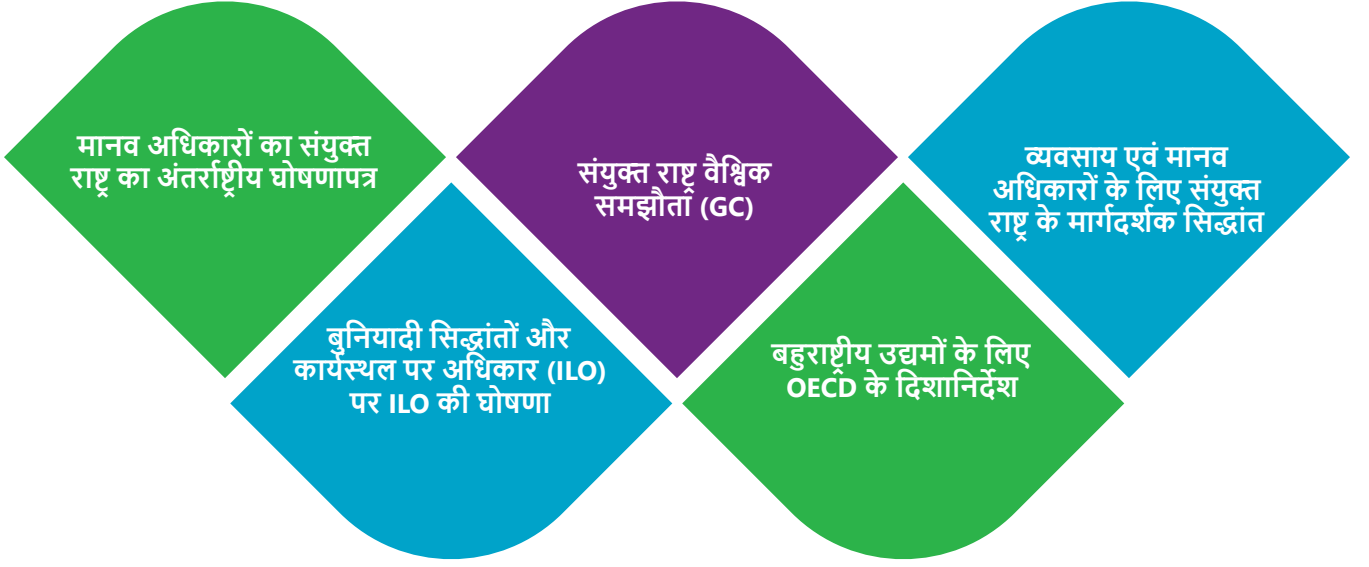 मानव अधिकारों का संयुक्त
राष्ट्र का अंतर्राष्ट्रीय घोषणापत्र
बुनियादी सिद्धांतों और
कार्यस्थल पर अधिकार (ILO)
पर ILO की घोषणा
संयुक्त राष्ट्र वैश्विक
समझौता (GC)
बहुराष्ट्रीय उद्यमों के लिए
OECD के दिशानिर्देश
व्यवसाय एवं मानव
अधिकारों के लिए संयुक्त
राष्ट्र के मार्गदर्शक सिद्धांत